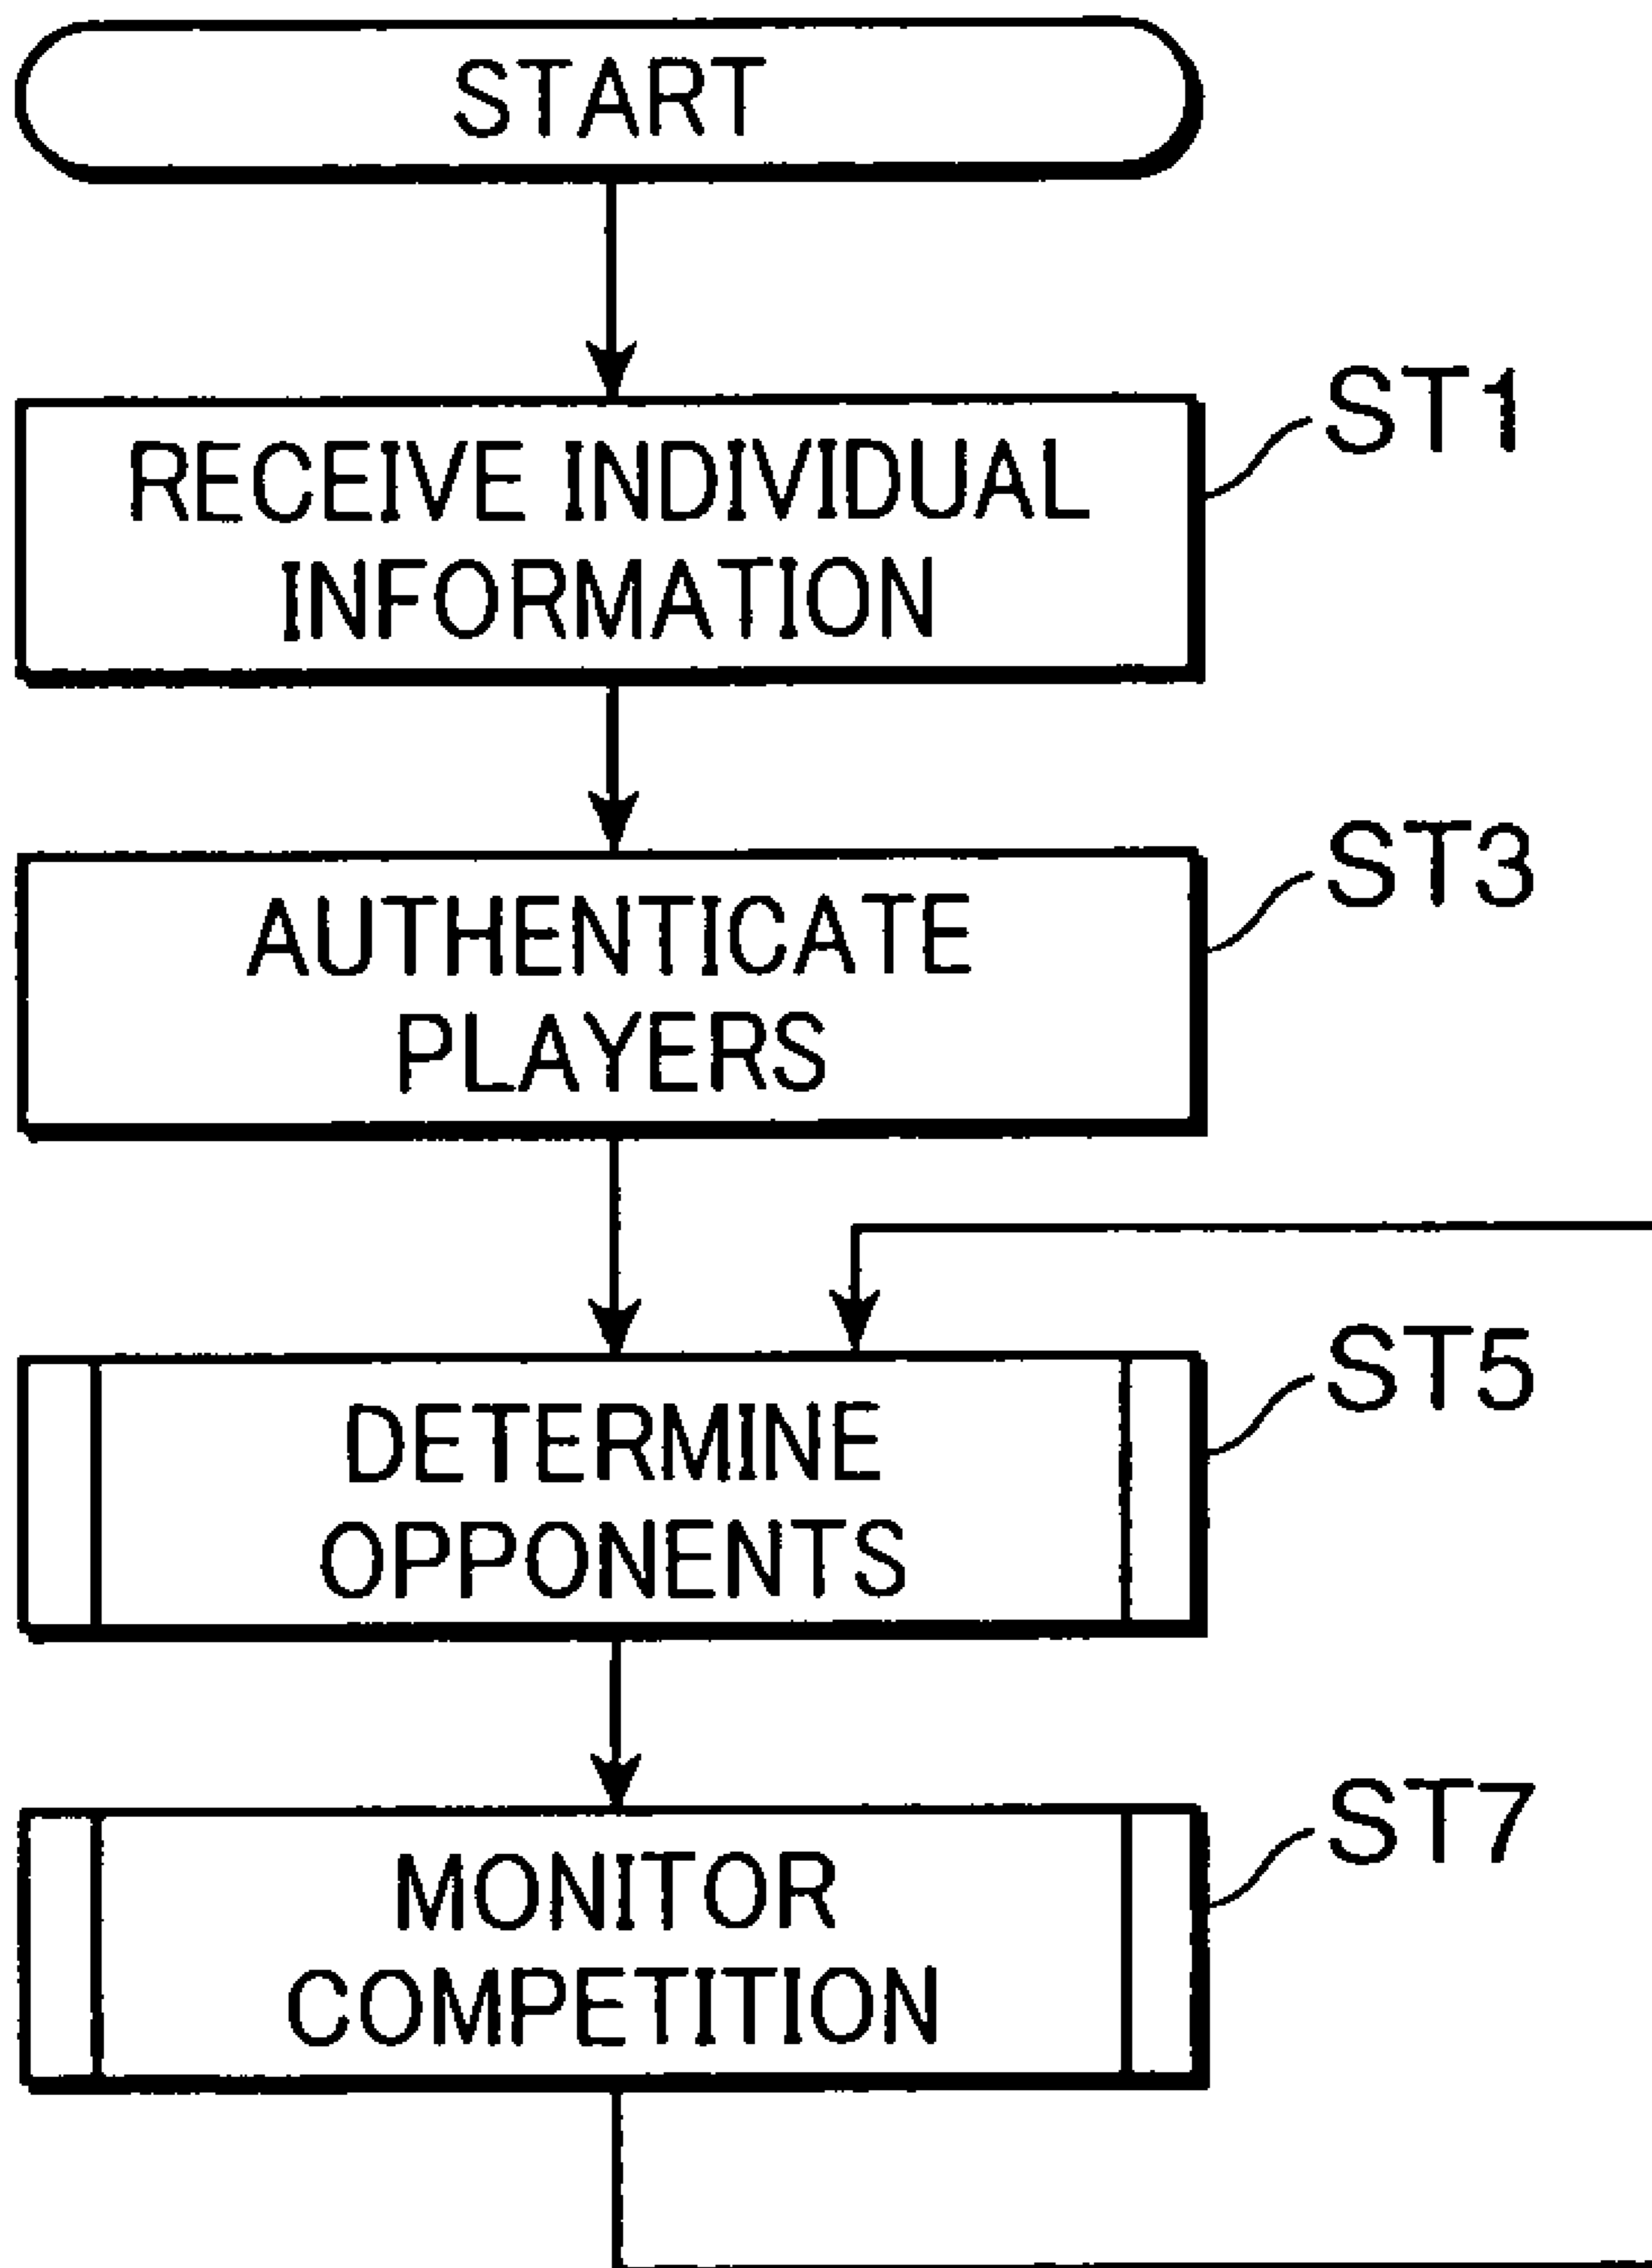 START
ST1
RECEIVE INDIVIDUAL
INFORMATION
ST3
AUTHENTICATE
PLAYERS
ST5
DETERMINE
OPPONENTS
ST7
MONITOR
COMPETITION